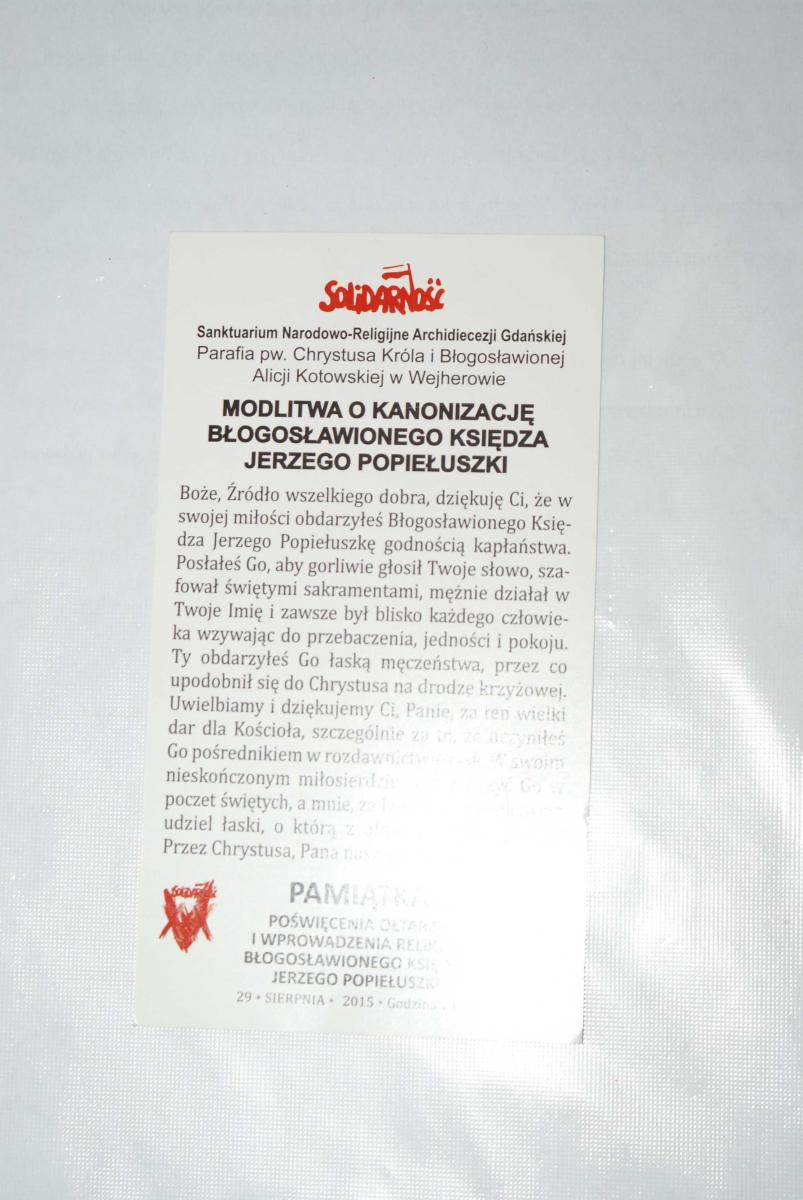 SOLIDARNOŚĆ
Sanktuarium Narodowo-Religijne Archidiecezji Gdańskiej
Parafia pw. Chrystusa Króla i Błogosławionej
Alicji Kotowskiej w Wejherowie
MODLITWA O KANONIZACJĘ
BŁOGOSŁAWIONEGO KSIĘDZA
JERZEGO POPIEŁUSZKI
Boże, Źródło wszelkiego dobra, dziękuję Ci, że w
swojej miłości obdarzyłeś Błogosławionego Księ-
dza Jerzego Popiełuszkę godnością kapłaństwa.
Posłałeś Go, aby gorliwie głosił Twoje słowo, sza-
fował świętymi sakramentami, mężnie działał w
Twoje Imię i zawsze był blisko każdego człowie-
ka wzywając do przebaczenia, jedności i pokoju.
Ty obdarzyłeś Go łaską męczeństwa, przez co
upodobnił się do Chrystusa na drodze krzyżowej.
Uwielbiamy i dziękujemy Ci, Panie, za ten wielki
dar dla Kościoła, szczególnie za to, że uczyniłeś
Go pośrednikiem w W swoim
nieskończonym Go w
poczet świętych, a mnie, za
udziel łaski, o którą z
Przez Chrystusa, Pana
SOLIDARNOŚĆ
PAMIĄTKA
POŚWIĘCENIA OŁTARZA
I WPROWADZENIA
BŁOGOSŁAWIONEGO
JERZEGO POPIEŁUSZKI
29 • SIERPNIA • 2015 • Godzina